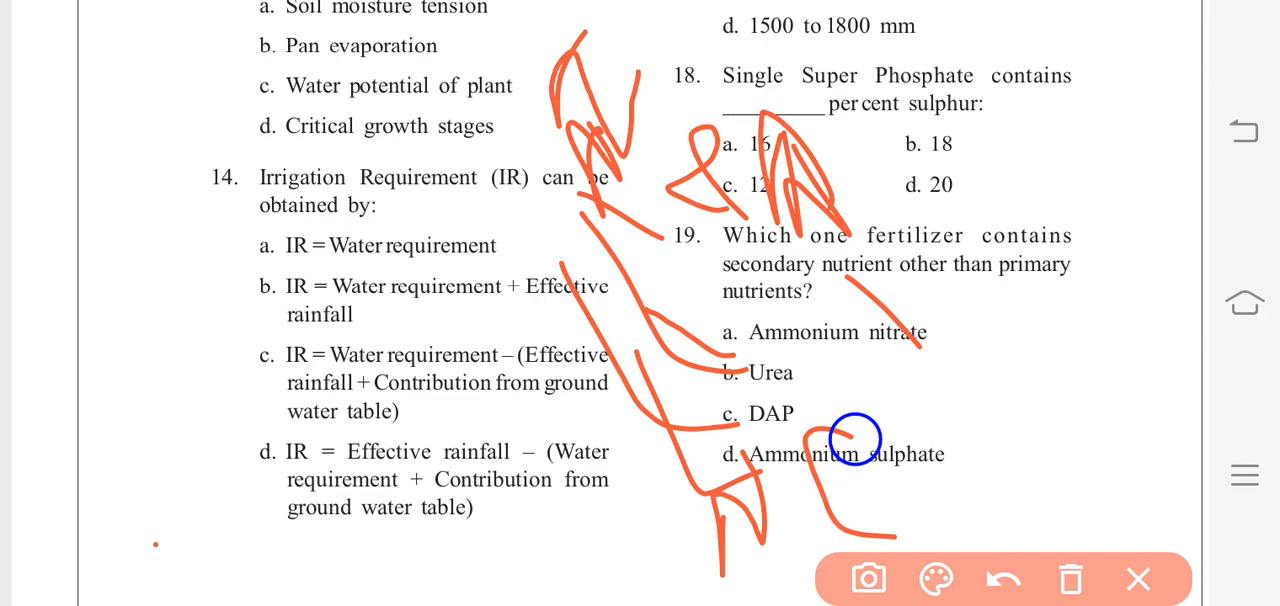 a. Soil moisture tension
b. Pan evaporation
c. Water potential of plant
d. Critical growth stages
14. Irrigation Requirement (IR) can be
obtained by:
a. IR = Water requirement
b. IR = Water requirement + Effective
rainfall
c. IR = Water requirement – (Effective
rainfall + Contribution from ground
water table)
d. IR = Effective rainfall – (Water
requirement + Contribution from
ground water table)
d. 1500 to 1800 mm
18. Single Super Phosphate contains
_________ per cent sulphur:
a. 16 b. 18
c. 12 d. 20
19. Which one fertilizer contains
secondary nutrient other than primary
nutrients?
a. Ammonium nitrate
b. Urea
c. DAP
d. Ammonium sulphate